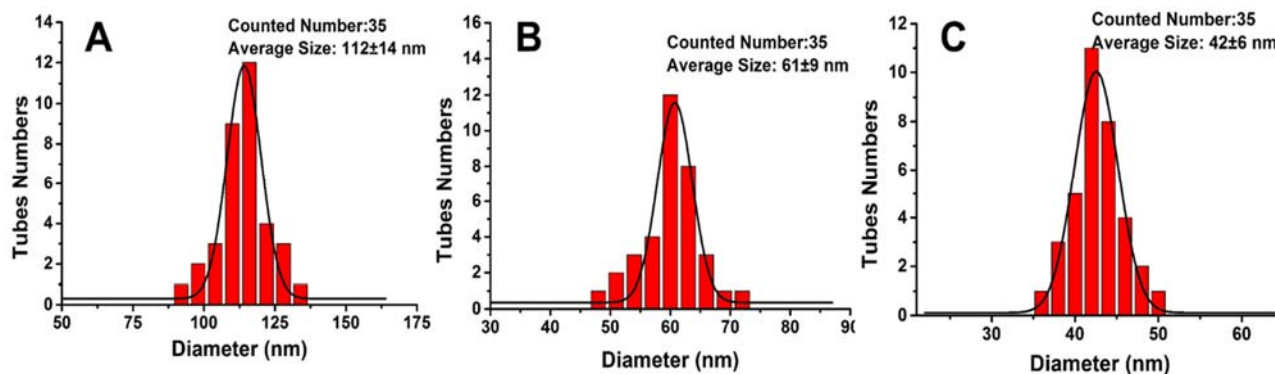 A
Counted Number:35
Average Size: 112±14 nm
Tubes Numbers
14
12
10
8
6
4
2
0
50 75 100 125 150 175
Diameter (nm)
B
Counted Number:35
Average Size: 61±9 nm
Tubes Numbers
16
14
12
10
8
6
4
2
0
30 40 50 60 70 80 90
Diameter (nm)
C
Counted Number:35
Average Size: 42±6 nm
Tubes Numbers
12
10
8
6
4
2
0
30 40 50 60
Diameter (nm)